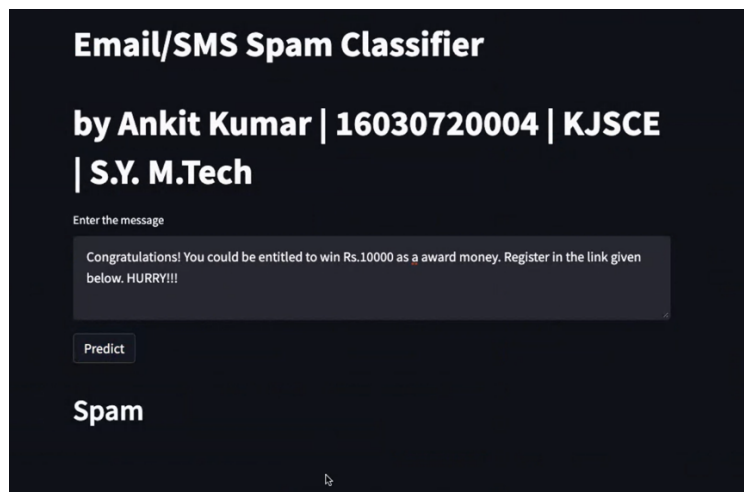 Email/SMS Spam Classifier
by Ankit Kumar | 16030720004 | KJSCE
| S.Y. M.Tech
Enter the message
Congratulations! You could be entitled to win Rs.10000 as a award money. Register in the link given
below. HURRY!!!
Predict
Spam